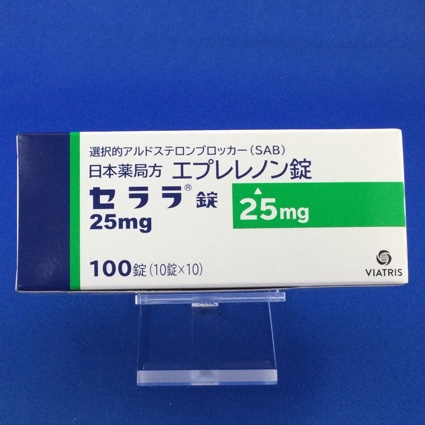 選択的アルドステロンブロッカー(SAB)
日本薬局方 エプレレノン錠
セララ®錠
25mg
▲
25mg
100錠(10錠×10)
VIATRIS